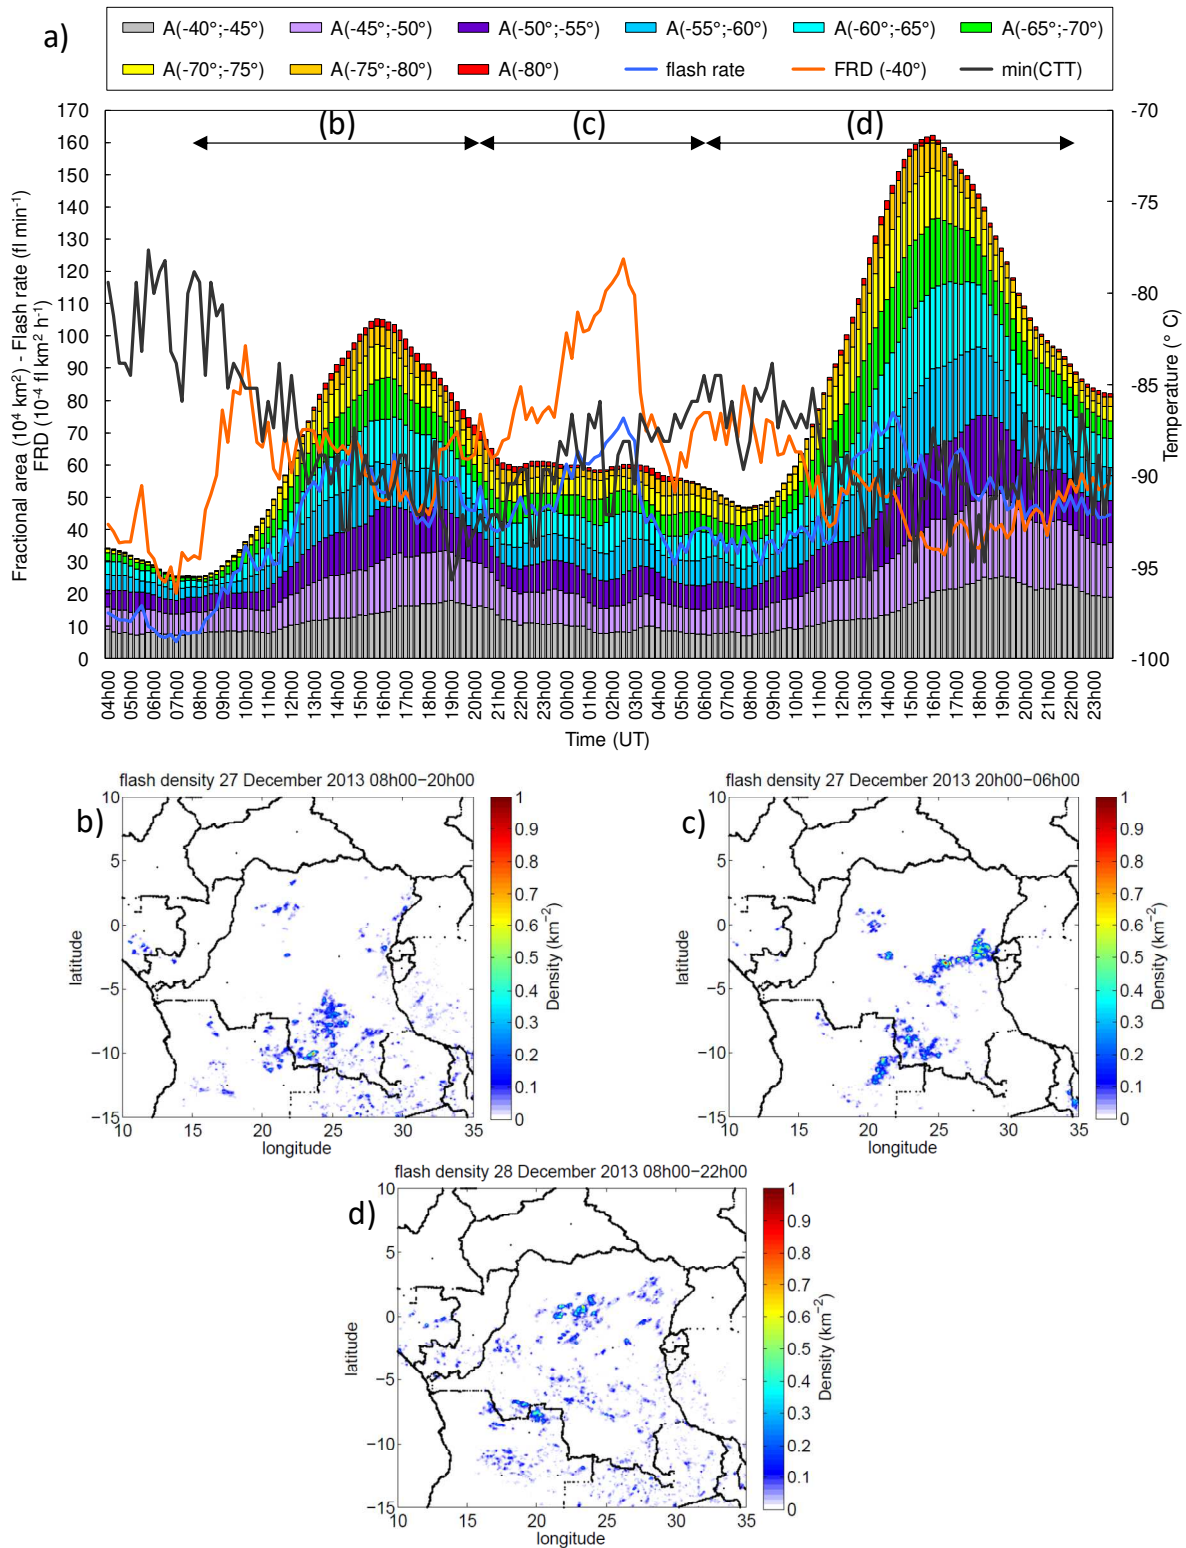 a)
A(-40°;-45°) A(-45°;-50°) A(-50°;-55°) A(-55°;-60°) A(-60°;-65°) A(-65°;-70°)
A(-70°;-75°) A(-75°;-80°) A(-80°) flash rate FRD (-40°) min(CTT)
(b) (c) (d)
170
160
150
140
130
120
110
100
90
80
70
60
50
40
30
20
10
0
Fractional area (10⁴ km²) - Flash rate (fl min⁻¹)
FRD (10⁻⁴ fl km² h⁻¹)
-70
-75
-80
-85
-90
-95
-100
Temperature (° C)
04h00 05h00 06h00 07h00 08h00 09h00 10h00 11h00 12h00 13h00 14h00 15h00 16h00 17h00 18h00 19h00 20h00 21h00 22h00 23h00 00h00 01h00 02h00 03h00 04h00 05h00 06h00 07h00 08h00 09h00 10h00 11h00 12h00 13h00 14h00 15h00 16h00 17h00 18h00 19h00 20h00 21h00 22h00 23h00
Time (UT)
b)
flash density 27 December 2013 08h00−20h00
10
5
0
−5
−10
−15
latitude
10 15 20 25 30 35
longitude
1
0.9
0.8
0.7
0.6
0.5
0.4
0.3
0.2
0.1
0
Density (km⁻²)
c)
flash density 27 December 2013 20h00−06h00
10
5
0
−5
−10
−15
latitude
10 15 20 25 30 35
longitude
1
0.9
0.8
0.7
0.6
0.5
0.4
0.3
0.2
0.1
0
Density (km⁻²)
d)
flash density 28 December 2013 08h00−22h00
10
5
0
−5
−10
−15
latitude
10 15 20 25 30 35
longitude
1
0.9
0.8
0.7
0.6
0.5
0.4
0.3
0.2
0.1
0
Density (km⁻²)